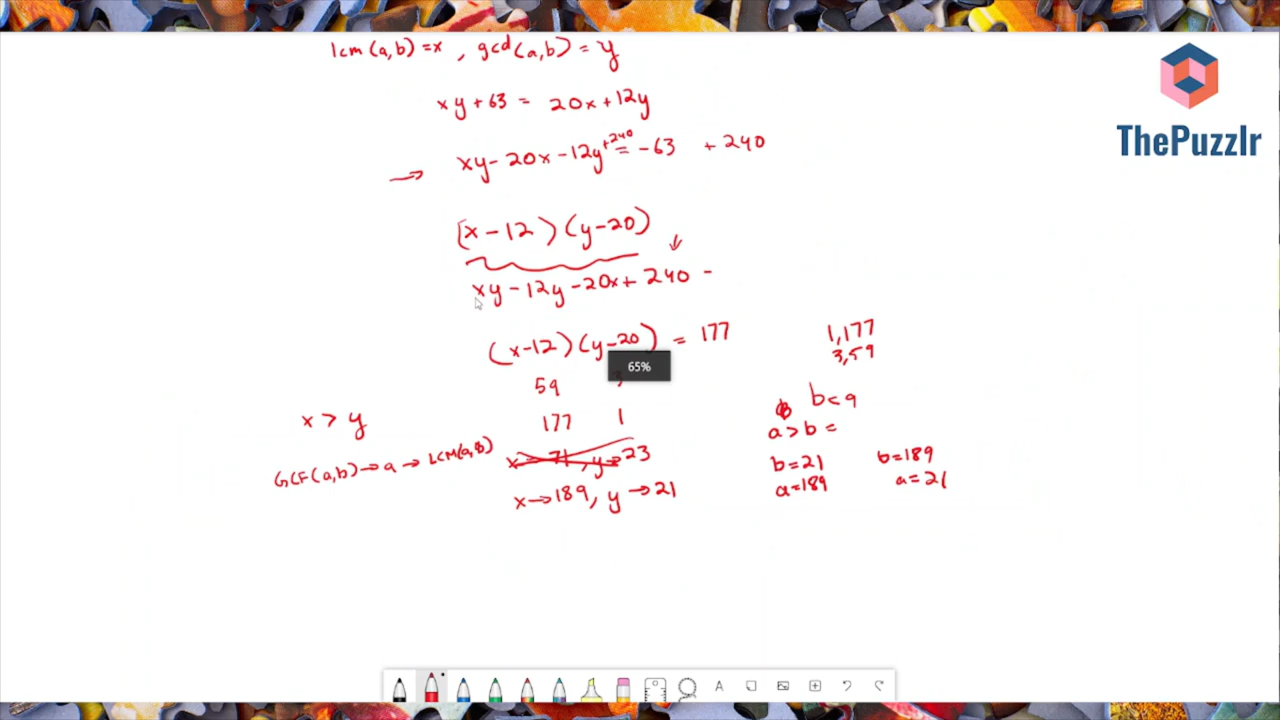 lcm(a,b)=x , gcd(a,b)=y
ThePuzzlr
xy+63 = 20x+12y
→ xy-20x-12y+240 = -63 +240
(x-12)(y-20)
xy-12y-20x+240 -
(x-12)(y-20) = 177
1,177
3,59
65%
59
177 1
x > y
b<9
a>b=
GCF(a,b)→a→LCM(a,b)
x→71, y→23
b=21 b=189
a=189 a=21
x→189, y→21